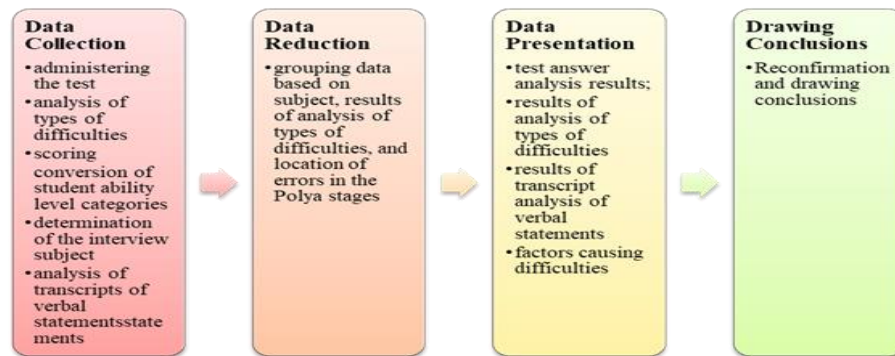 Data
Collection
•administering
the test
•analysis of
types of
difficulties
•scoring
conversion of
student ability
level categories
•determination
of the interview
subject
•analysis of
transcripts of
verbal
statementsstate
ments
Data
Reduction
•grouping data
based on
subject, results
of analysis of
types of
difficulties, and
location of
errors in the
Polya stages
Data
Presentation
•test answer
analysis results;
•results of
analysis of types
of difficulties
•results of
transcript
analysis of
verbal
statements
•factors causing
difficulties
Drawing
Conclusions
•Reconfirmation
and drawing
conclusions